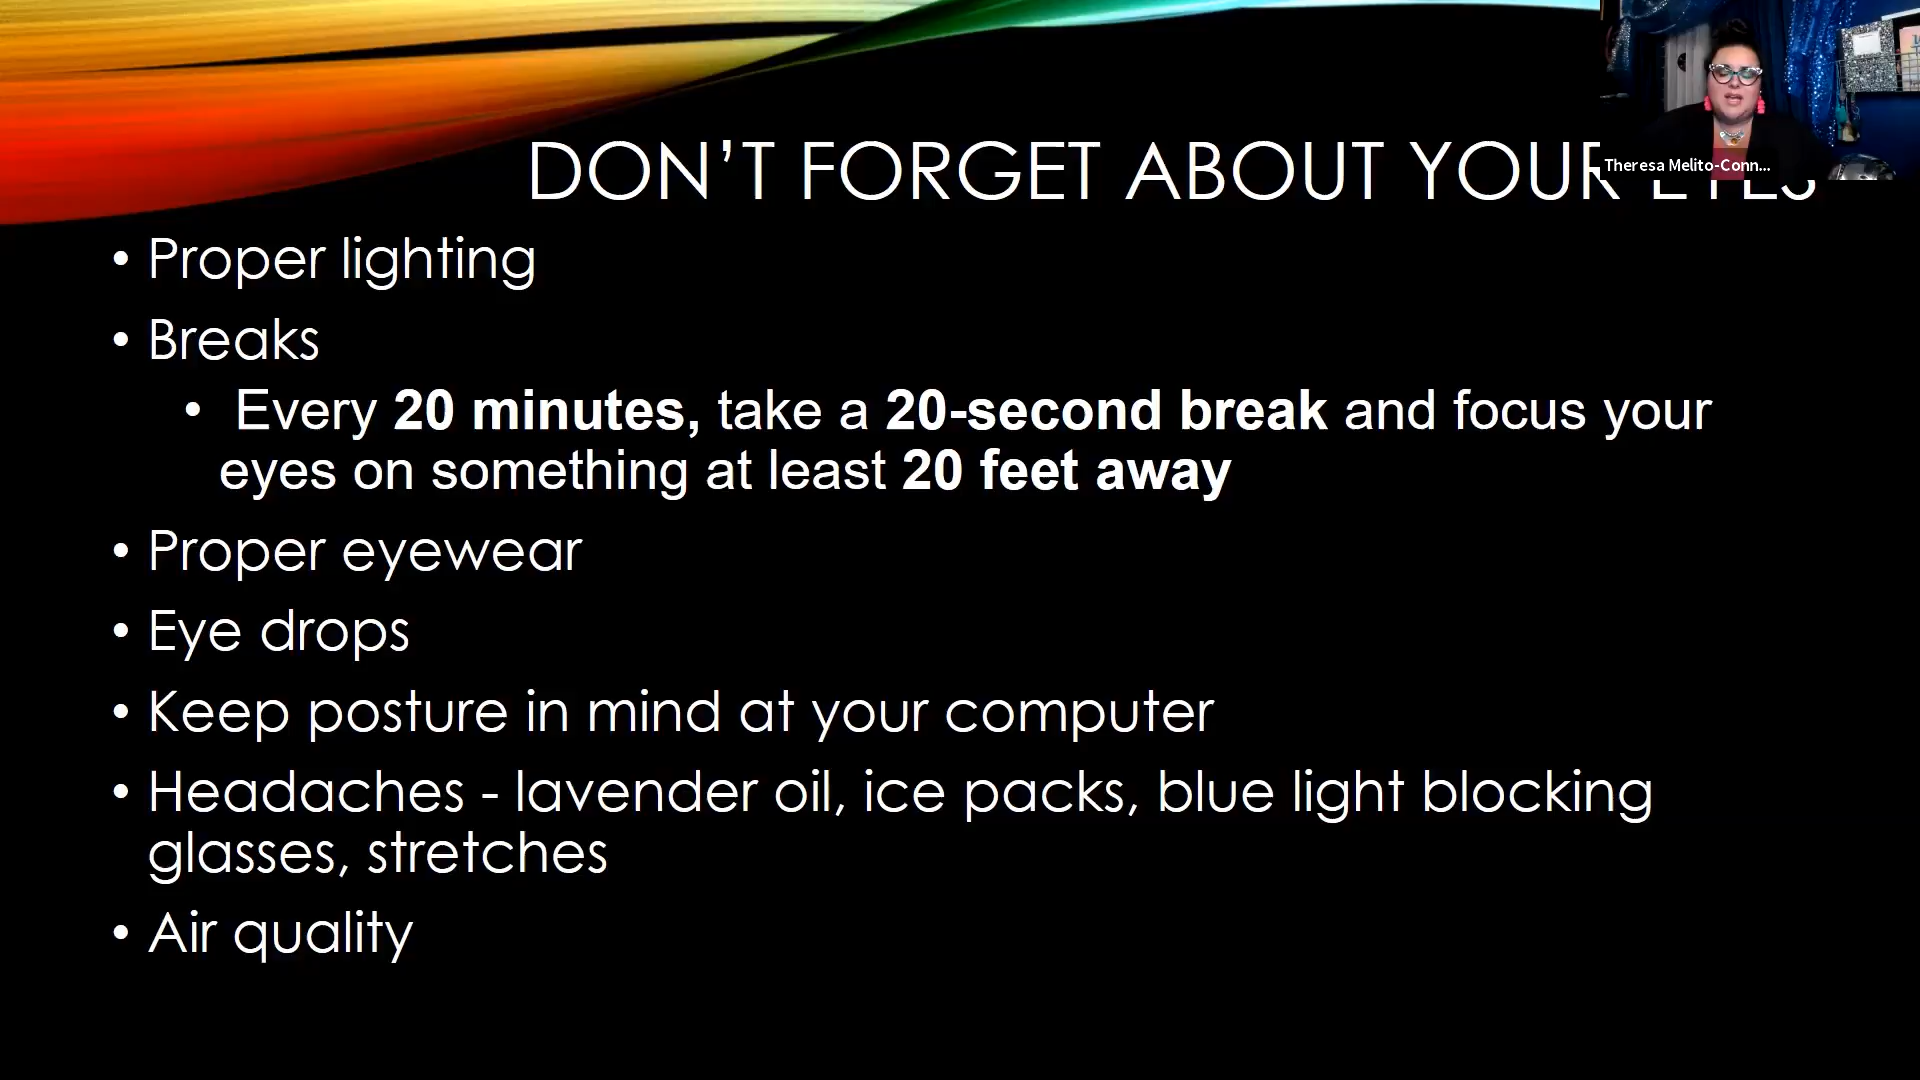 DON’T FORGET ABOUT YOUR EYES
Theresa Melito-Conn...
• Proper lighting
• Breaks
• Every 20 minutes, take a 20-second break and focus your
eyes on something at least 20 feet away
• Proper eyewear
• Eye drops
• Keep posture in mind at your computer
• Headaches - lavender oil, ice packs, blue light blocking
glasses, stretches
• Air quality